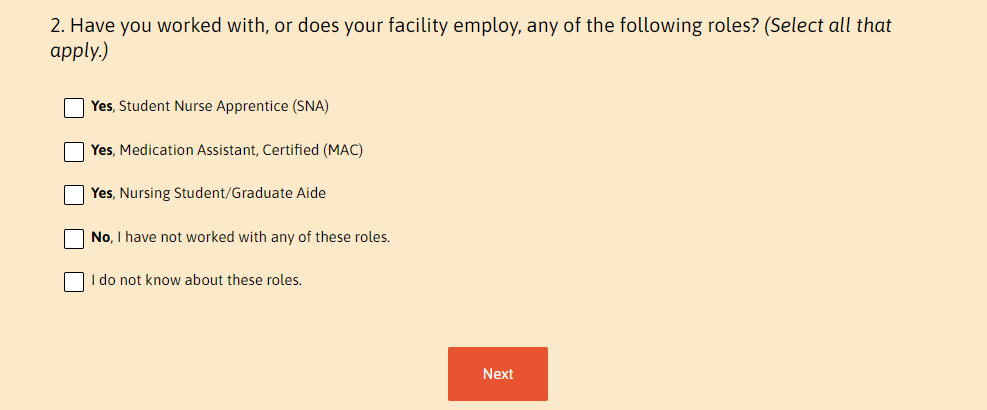 2. Have you worked with, or does your facility employ, any of the following roles? (Select all that
apply.)
Yes, Student Nurse Apprentice (SNA)
Yes, Medication Assistant, Certified (MAC)
Yes, Nursing Student/Graduate Aide
No, I have not worked with any of these roles.
I do not know about these roles.
Next